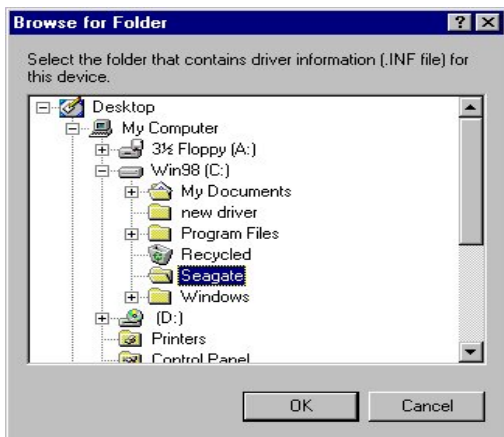 Browse for Folder
Select the folder that contains driver information (.INF file) for
this device.
Desktop
My Computer
3½ Floppy (A:)
Win98 (C:)
My Documents
new driver
Program Files
Recycled
Seagate
Windows
(D:)
Printers
Control Panel
OK Cancel